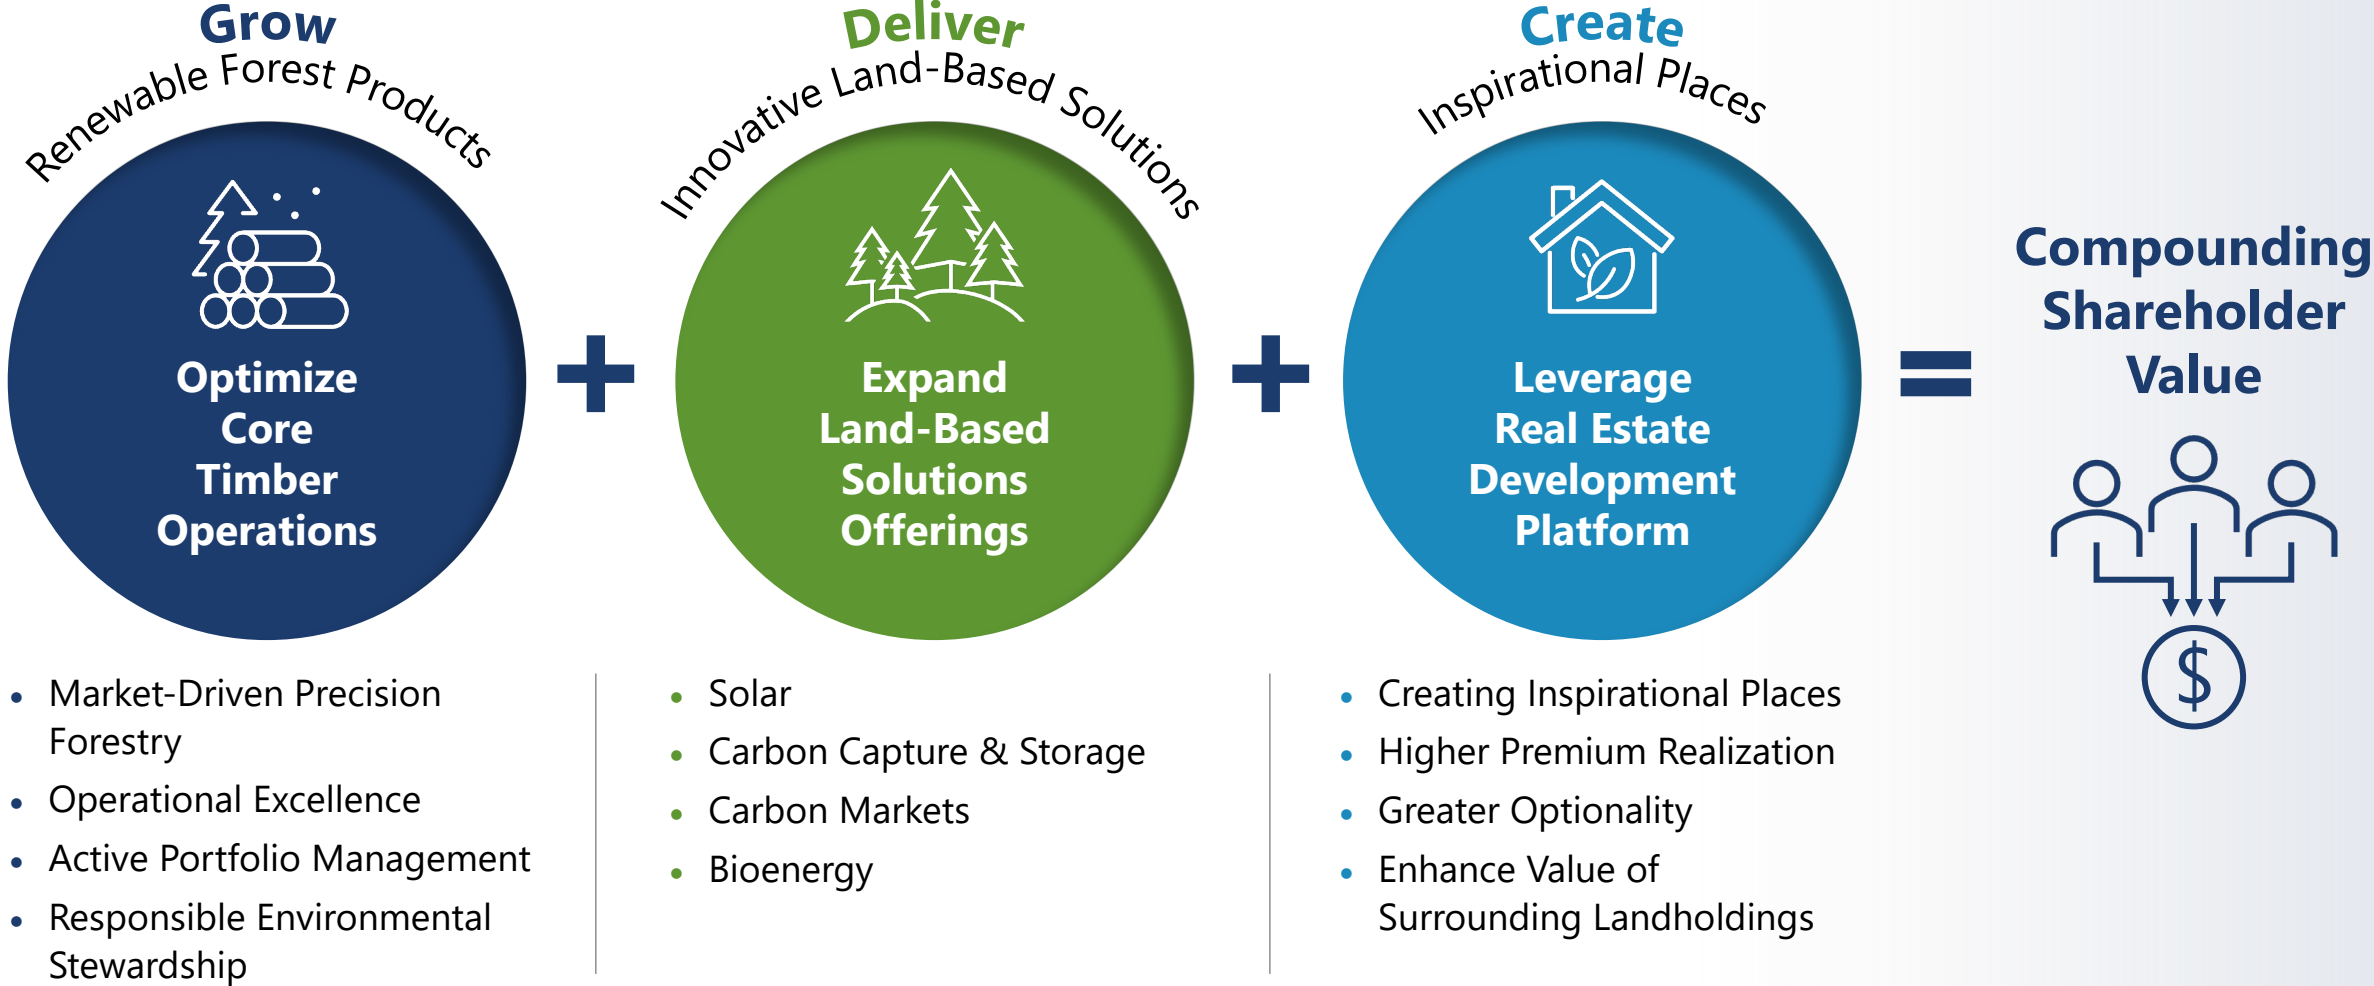 Grow
Renewable Forest Products
Optimize
Core
Timber
Operations
• Market-Driven Precision
Forestry
• Operational Excellence
• Active Portfolio Management
• Responsible Environmental
Stewardship
+
Deliver
Innovative Land-Based Solutions
Expand
Land-Based
Solutions
Offerings
• Solar
• Carbon Capture & Storage
• Carbon Markets
• Bioenergy
+
Create
Inspirational Places
Leverage
Real Estate
Development
Platform
• Creating Inspirational Places
• Higher Premium Realization
• Greater Optionality
• Enhance Value of
Surrounding Landholdings
=
Compounding
Shareholder
Value
$